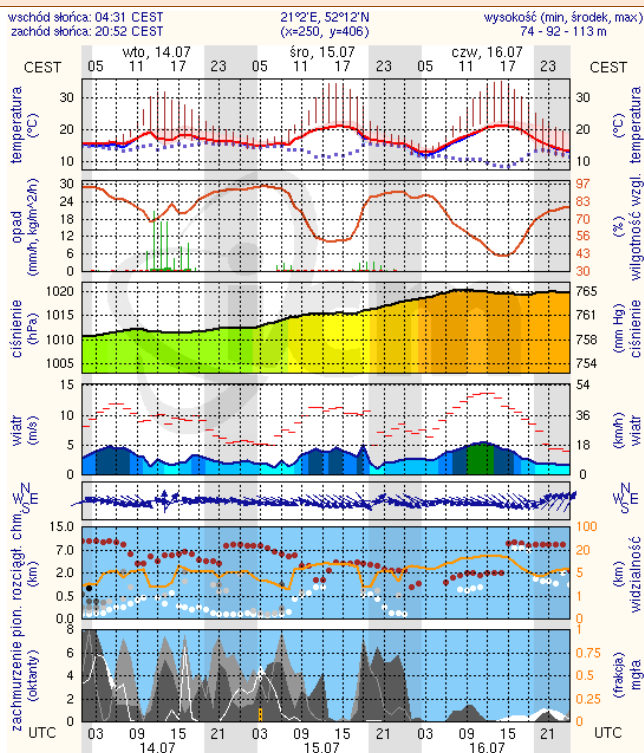 wschód słońca: 04:31 CEST 21°2'E, 52°12'N wysokość (min, środek, max)
zachód słońca: 20:52 CEST (x=250, y=406) 74 - 92 - 113 m
wto, 14.07 śro, 15.07 czw, 16.07
CEST 05 11 17 23 05 11 17 23 05 11 17 23 CEST
temperatura (°C)
30
20
10
30
20
10
temperatura (°C)
opad (mm/h, kg/m^2/h)
30
24
18
12
6
0
97
83
70
56
43
30
wilgotność wzgl. (%)
ciśnienie (hPa)
1020
1015
1010
1005
765
761
758
754
(mm Hg) ciśnienie
wiatr (m/s)
15
10
5
0
54
36
18
0
(km/h) wiatr
N
W E
S
N
W E
S
pion. rozciągł. chm. (km)
15.0
7.0
2.0
0.5
0.0
100
20
5
1
0
(km) widzialność
zachmurzenie (oktanty)
8
6
4
2
0
1
0.75
0.5
0.25
0
(frakcja) mgła
UTC 03 09 15 21 03 09 15 21 03 09 15 21 UTC
14.07 15.07 16.07